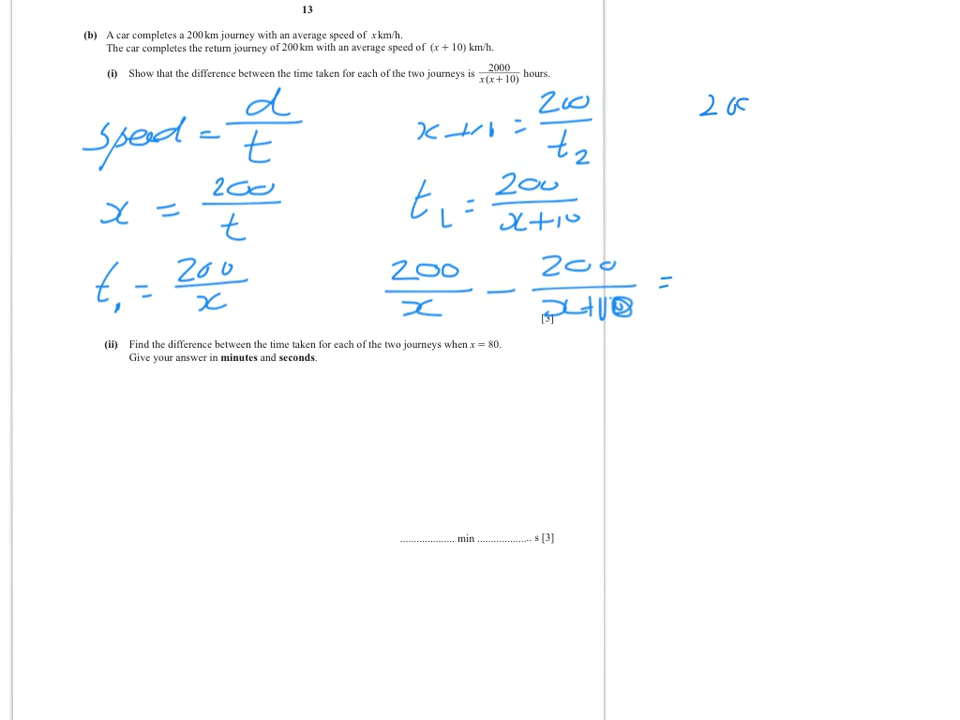 13
(b) A car completes a 200 km journey with an average speed of x km/h.
The car completes the return journey of 200 km with an average speed of (x + 10) km/h.
(i) Show that the difference between the time taken for each of the two journeys is 2000/x(x + 10) hours.
speed = d/t
x = 200/t
t₁ = 200/x
x+1 = 200/t₂
t₂ = 200/x+10
200/x − 200/x+10 =
20
[3]
(ii) Find the difference between the time taken for each of the two journeys when x = 80.
Give your answer in minutes and seconds.
.................... min .................... s [3]